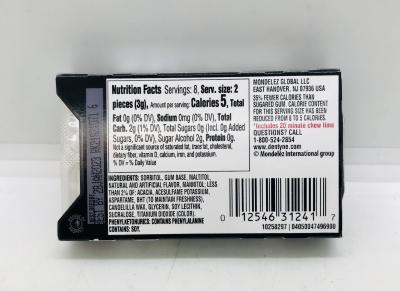 Nutrition Facts Servings: 8, Serv. size: 2
pieces (3g), Amount per serving: Calories 5, Total
Fat 0g (0% DV), Sodium 0mg (0% DV), Total
Carb. 2g (1% DV), Total Sugars 0g (Incl. 0g Added
Sugars, 0% DV), Sugar Alcohol 2g, Protein 0g.
Not a significant source of saturated fat, trans fat, cholesterol,
dietary fiber, vitamin D, calcium, iron, and potassium.
% DV = % Daily Value
INGREDIENTS: SORBITOL, GUM BASE, MALTITOL,
NATURAL AND ARTIFICIAL FLAVOR, MANNITOL; LESS
THAN 2% OF: ACACIA, ACESULFAME POTASSIUM,
ASPARTAME, BHT (TO MAINTAIN FRESHNESS),
CANDELILLA WAX, GLYCERIN, SOY LECITHIN,
SUCRALOSE, TITANIUM DIOXIDE (COLOR).
PHENYLKETONURICS: CONTAINS PHENYLALANINE
CONTAINS: SOY.
MONDELEZ GLOBAL LLC
EAST HANOVER, NJ 07936 USA
35% FEWER CALORIES THAN
SUGARED GUM. CALORIE CONTENT
FOR THIS SERVING SIZE HAS BEEN
REDUCED FROM 8 TO 5 CALORIES.
*Includes 20 minute chew time
QUESTIONS? CALL
1-800-524-2854
www.dentyne.com
© Mondelēz International group
0 12546 31241 7
10258297 | 04050047496900